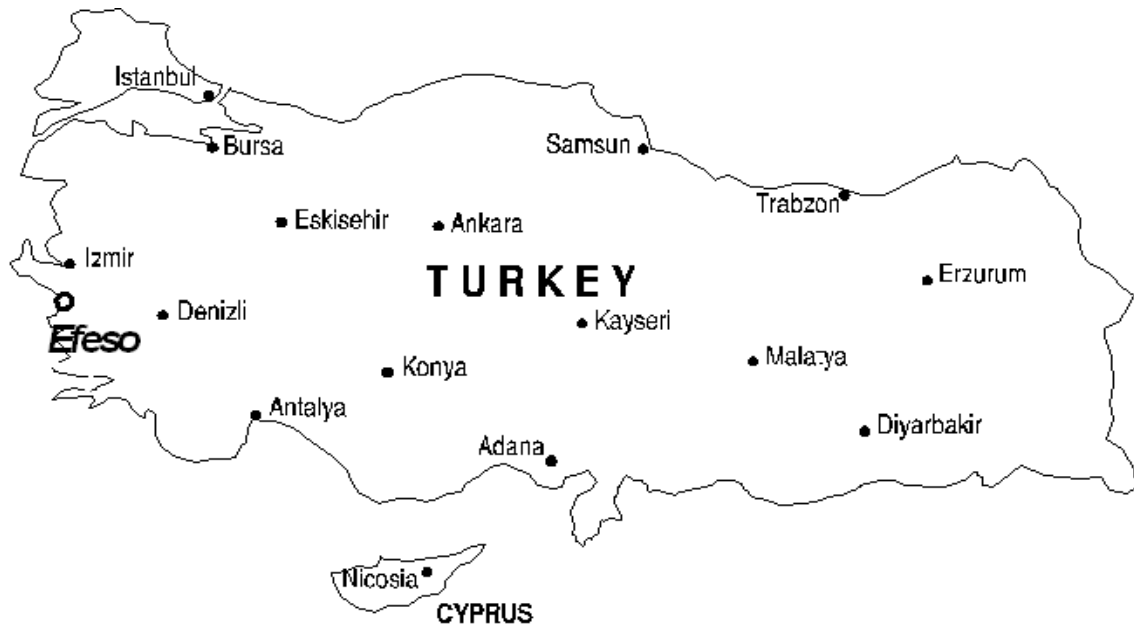 Istanbul
Bursa
Samsun
Trabzon
Eskisehir
Ankara
Izmir
TURKEY
Erzurum
Denizli
Kayseri
Efeso
Konya
Malatya
Antalya
Diyarbakir
Adana
Nicosia
CYPRUS